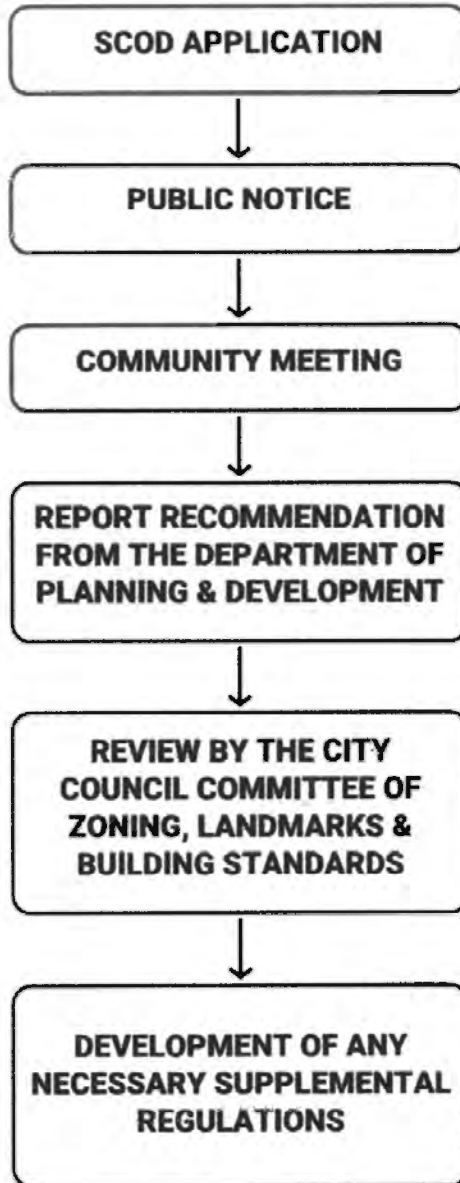 SCOD APPLICATION
PUBLIC NOTICE
COMMUNITY MEETING
REPORT RECOMMENDATION
FROM THE DEPARTMENT OF
PLANNING & DEVELOPMENT
REVIEW BY THE CITY
COUNCIL COMMITTEE OF
ZONING, LANDMARKS &
BUILDING STANDARDS
DEVELOPMENT OF ANY
NECESSARY SUPPLEMENTAL
REGULATIONS